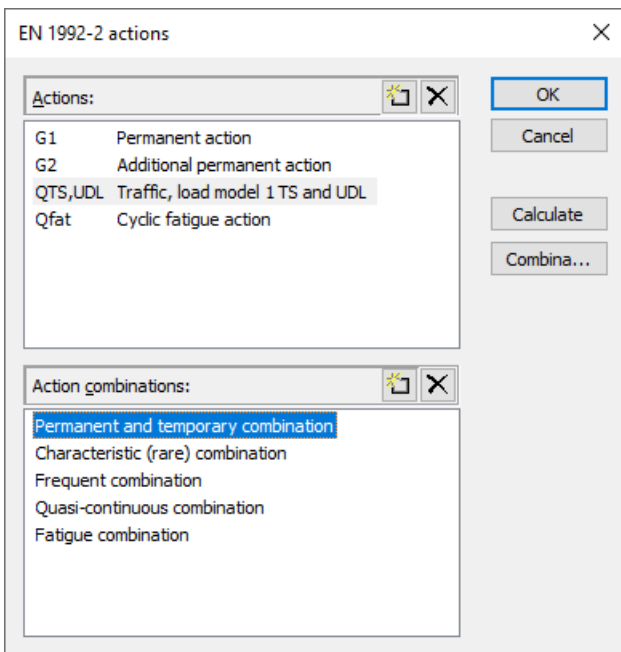 EN 1992-2 actions
Actions:
G1 Permanent action
G2 Additional permanent action
QTS,UDL Traffic, load model 1 TS and UDL
Qfat Cyclic fatigue action
OK
Cancel
Calculate
Combina...
Action combinations:
Permanent and temporary combination
Characteristic (rare) combination
Frequent combination
Quasi-continuous combination
Fatigue combination